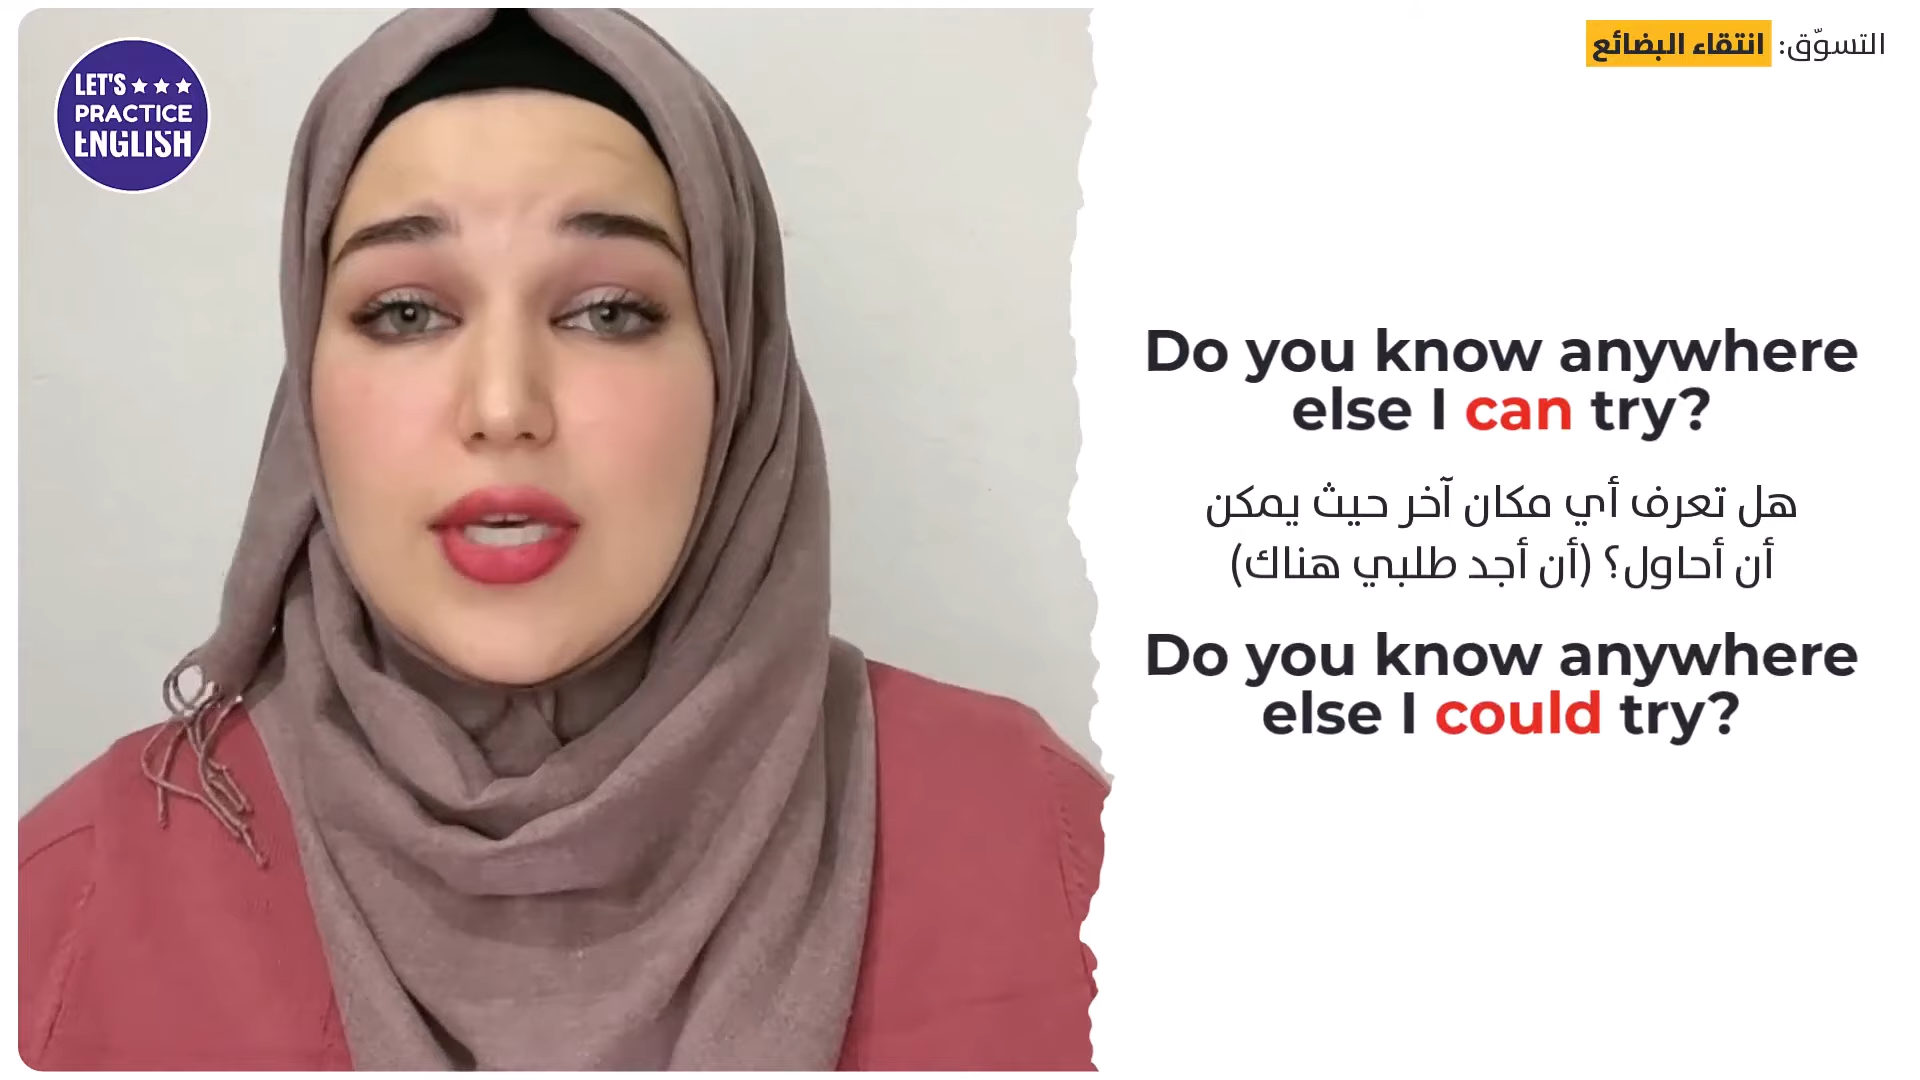 LET'S
PRACTICE
ENGLISH
التسوّق: انتقاء البضائع
Do you know anywhere
else I can try?
هل تعرف أي مكان آخر حيث يمكن
أن أحاول؟ (أن أجد طلبي هناك)
Do you know anywhere
else I could try?